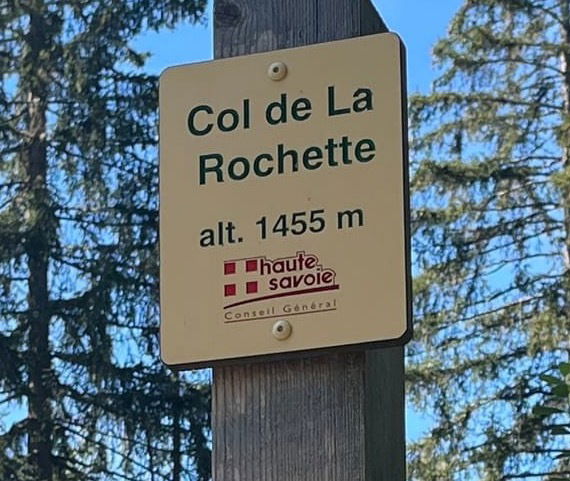 Col de La
Rochette
alt. 1455 m
haute
savoie
Conseil Général